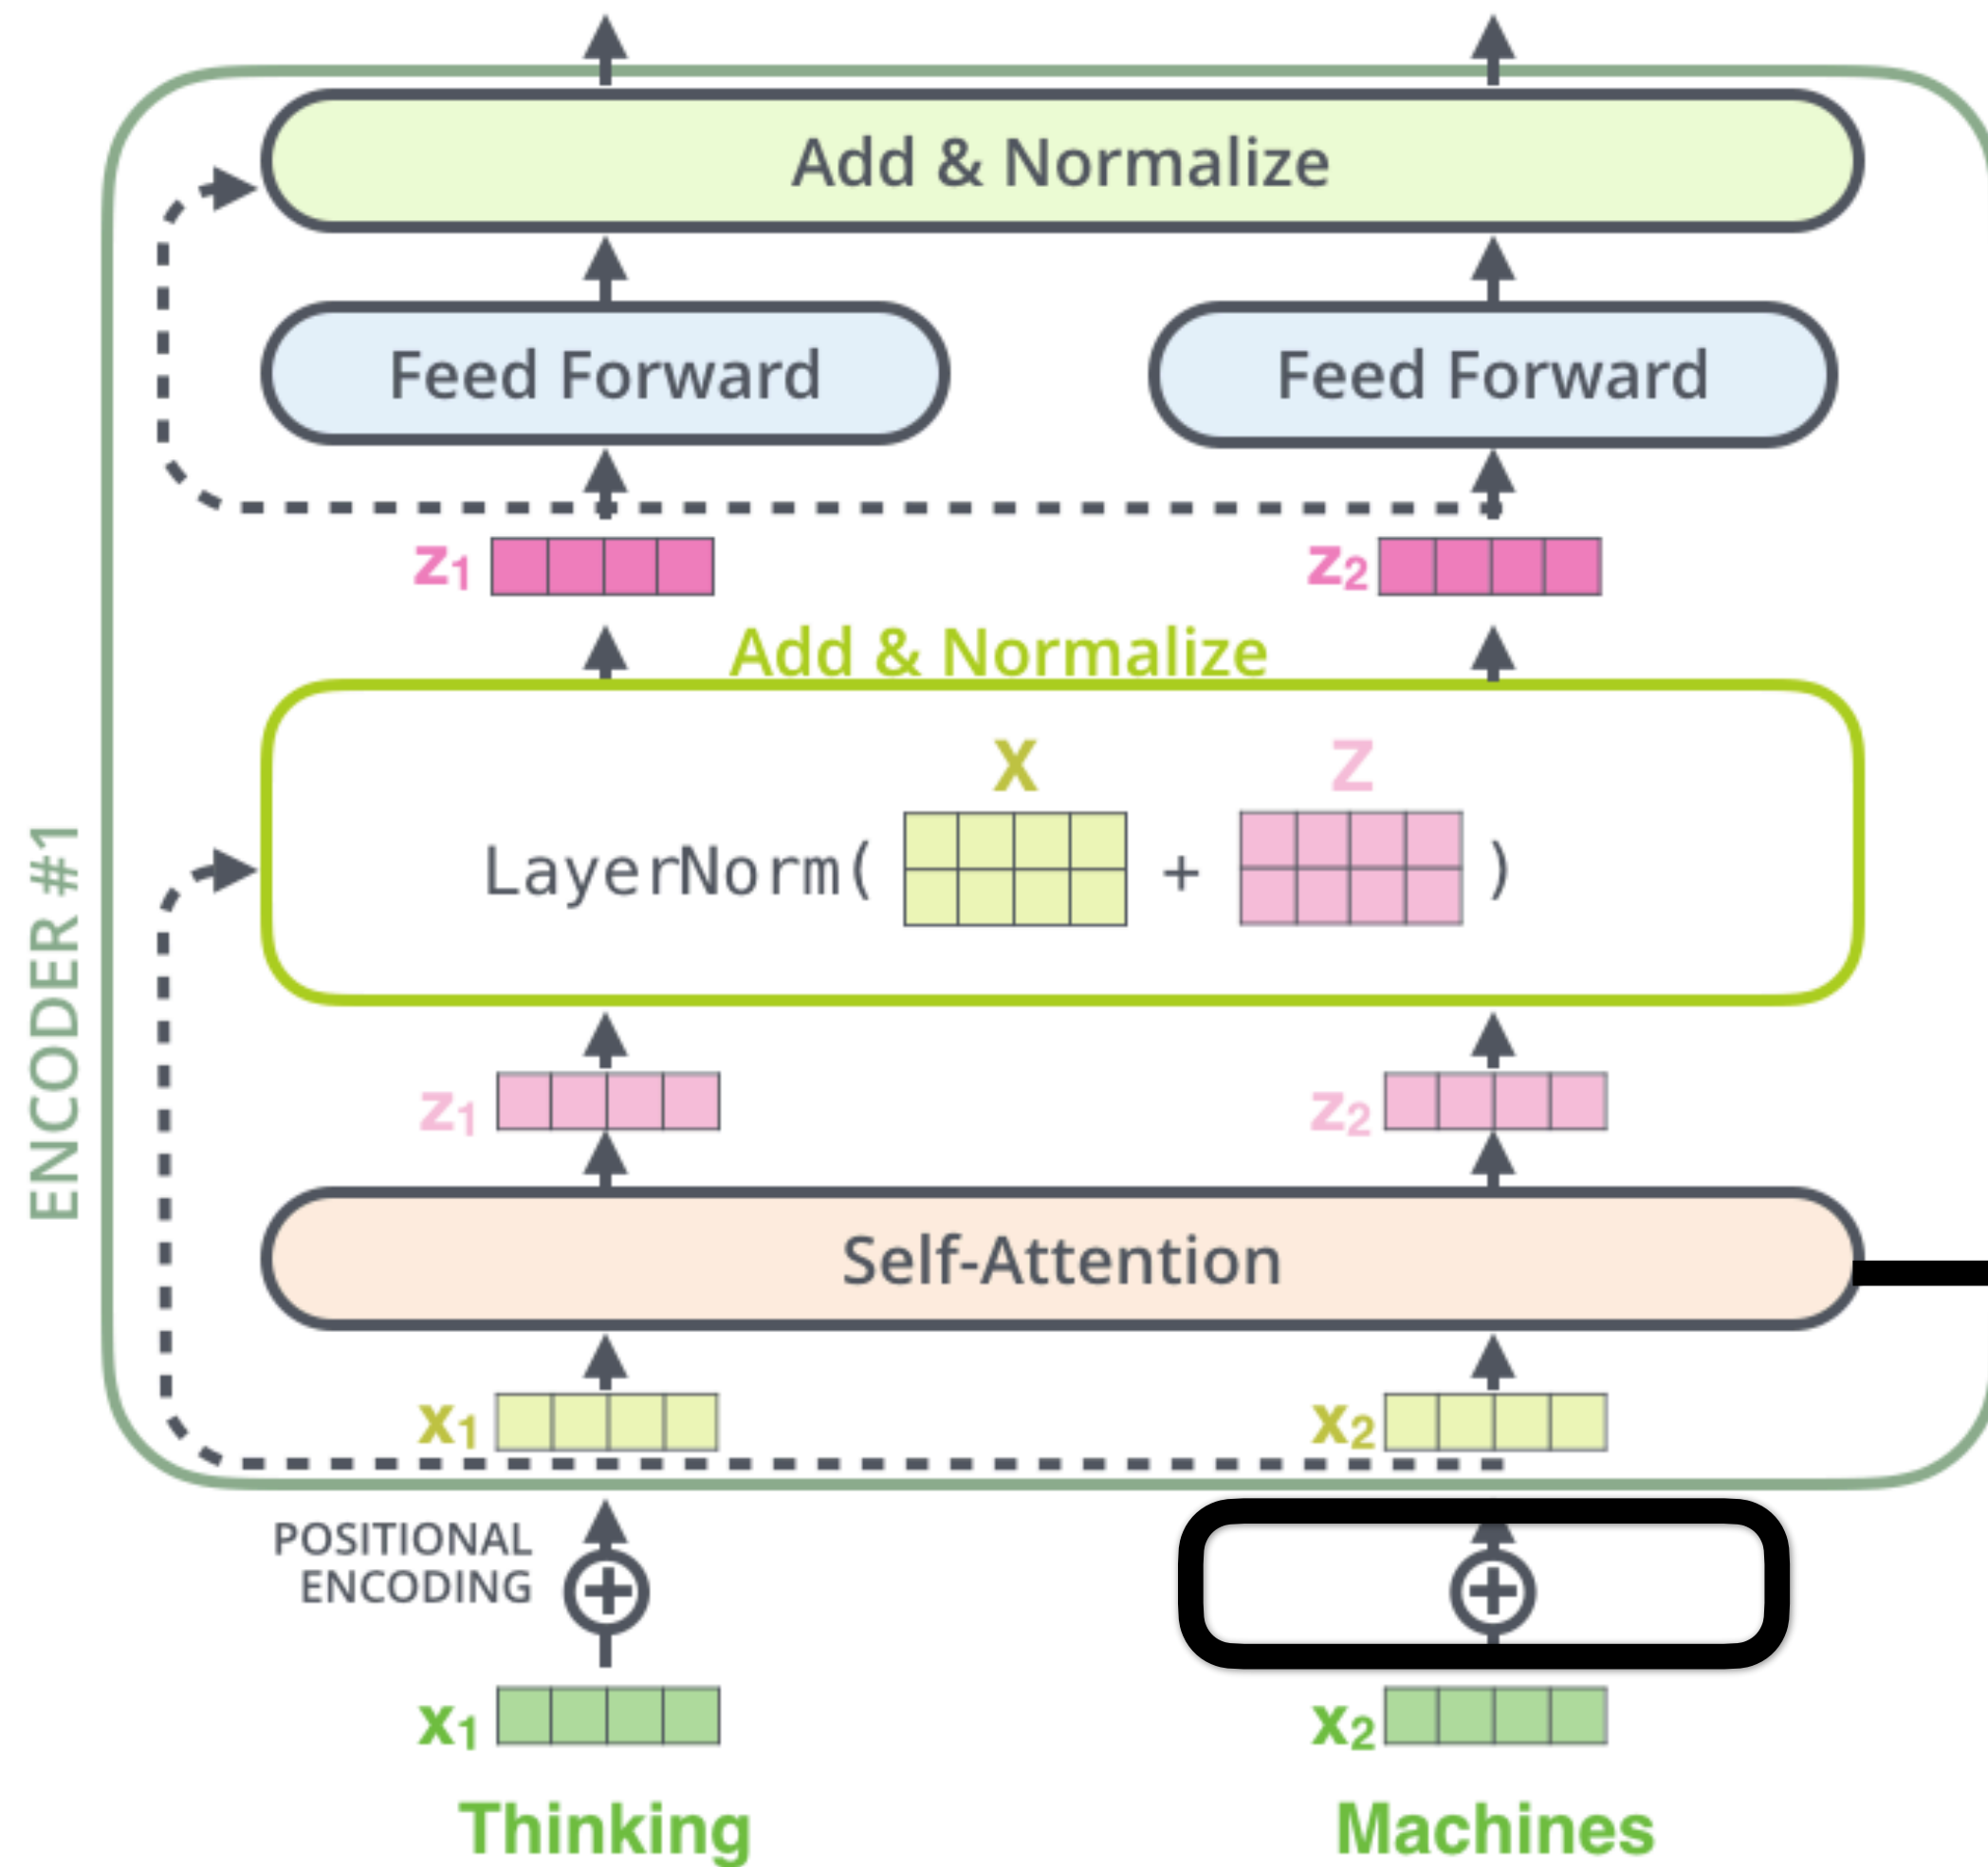 Add & Normalize
Feed Forward Feed Forward
z1 z2
Add & Normalize
X Z
LayerNorm( + )
ENCODER #1
z1 z2
Self-Attention
x1 x2
POSITIONAL
ENCODING
x1 x2
Thinking Machines